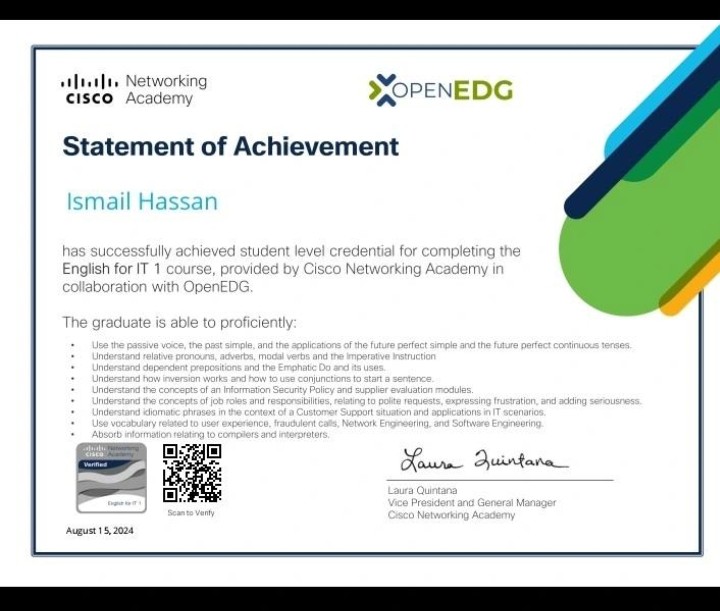 Networking
CISCO Academy
OPENEDG
Statement of Achievement
Ismail Hassan
has successfully achieved student level credential for completing the
English for IT 1 course, provided by Cisco Networking Academy in
collaboration with OpenEDG.
The graduate is able to proficiently:
• Use the passive voice, the past simple, and the applications of the future perfect simple and the future perfect continuous tenses.
• Understand relative pronouns, adverbs, modal verbs and the Imperative Instruction
• Understand dependent prepositions and the Emphatic Do and its uses.
• Understand how inversion works and how to use conjunctions to start a sentence.
• Understand the concepts of an Information Security Policy and supplier evaluation modules.
• Understand the concepts of job roles and responsibilities, relating to polite requests, expressing frustration, and adding seriousness.
• Understand idiomatic phrases in the context of a Customer Support situation and applications in IT scenarios.
• Use vocabulary related to user experience, fraudulent calls, Network Engineering, and Software Engineering.
• Absorb information relating to compilers and interpreters.
Networking
CISCO Academy
Verified
English for IT 1
Scan to Verify
August 15, 2024
Laura Quintana
Laura Quintana
Vice President and General Manager
Cisco Networking Academy